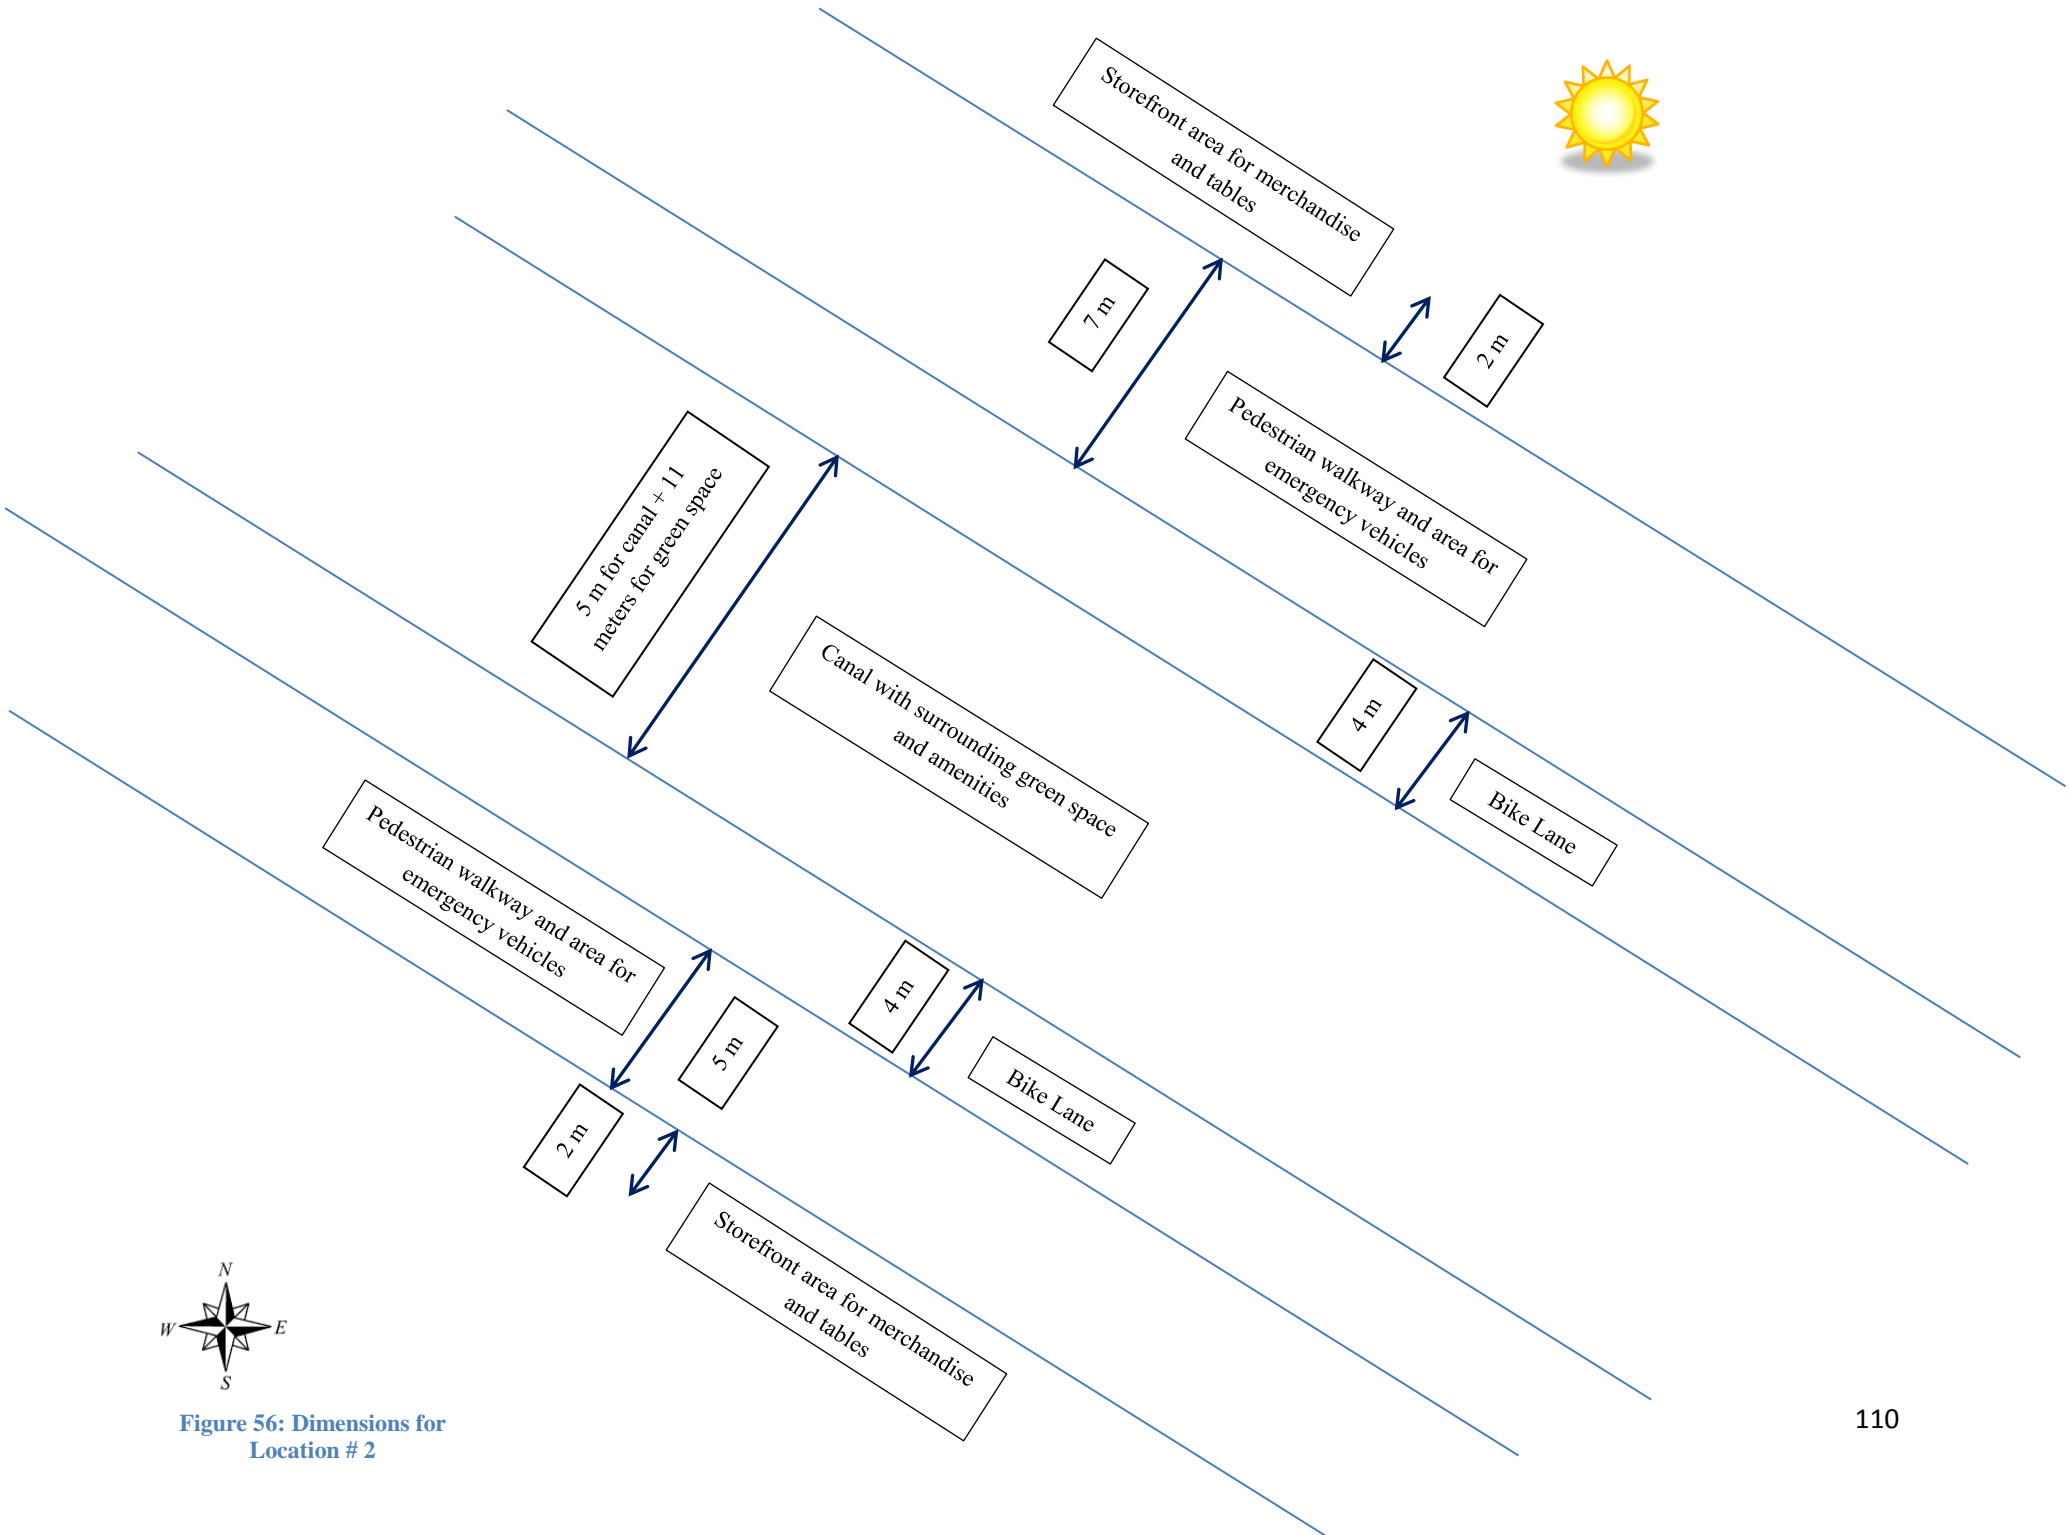 Storefront area for merchandise
and tables
7 m
2 m
Pedestrian walkway and area for
emergency vehicles
5 m for canal + 11
meters for green space
4 m
Bike Lane
Canal with surrounding green space
and amenities
Pedestrian walkway and area for
emergency vehicles
4 m
5 m
Bike Lane
2 m
Storefront area for merchandise
and tables
N
W
E
S
Figure 56: Dimensions for
Location # 2
110